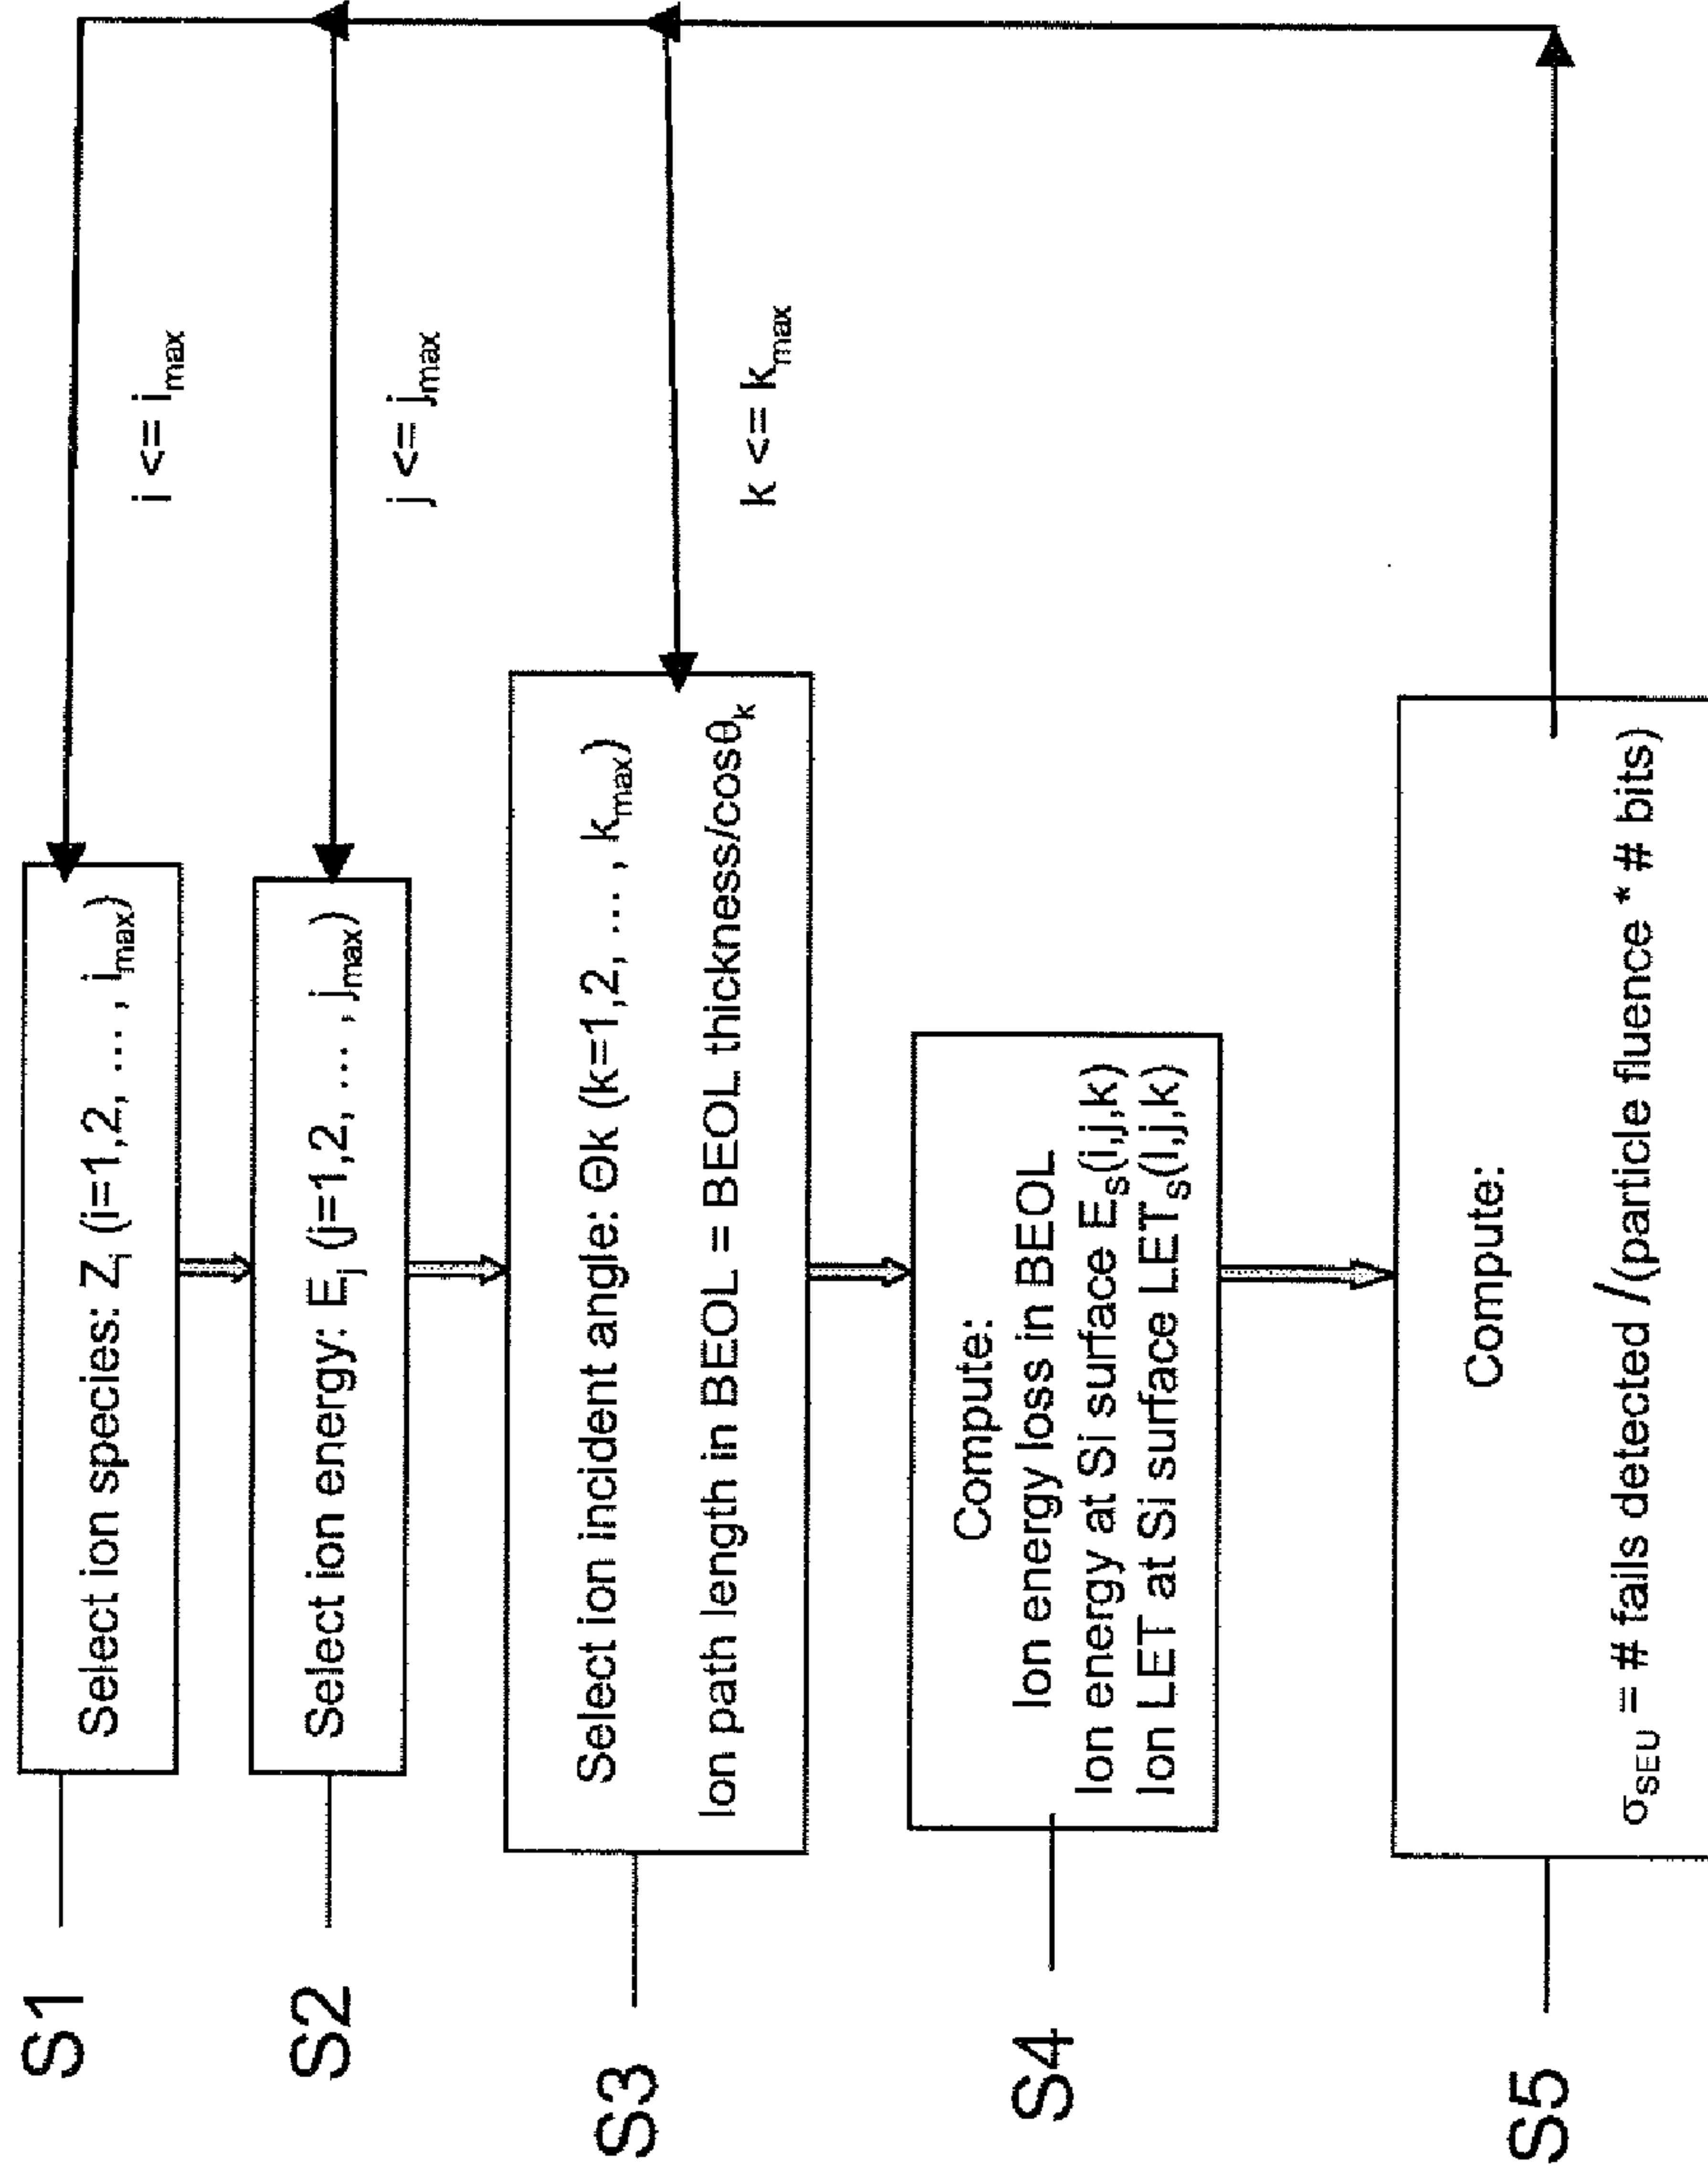 S1
Select ion species: Zi (i=1,2, ... , imax)
i <= imax
S2
Select ion energy: Ej (j=1,2, ... , jmax)
j <= jmax
S3
Select ion incident angle: Θk (k=1,2, ... , kmax)
Ion path length in BEOL = BEOL thickness/cosθk
k <= kmax
S4
Compute:
Ion energy loss in BEOL
Ion energy at Si surface Es(i,j,k)
Ion LET at Si surface LETs(i,j,k)
S5
Compute:
σSEU = # fails detected /(particle fluence * # bits)